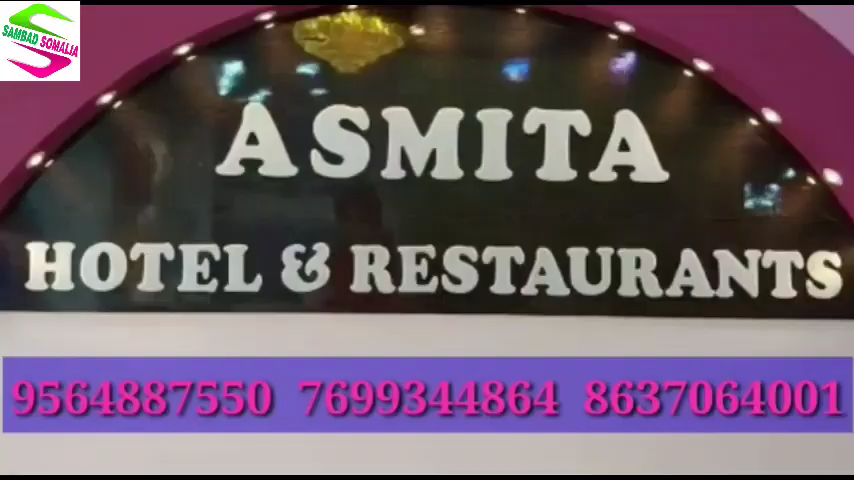 SAMBAD SOMALIA
ASMITA
HOTEL & RESTAURANTS
9564887550 7699344864 8637064001